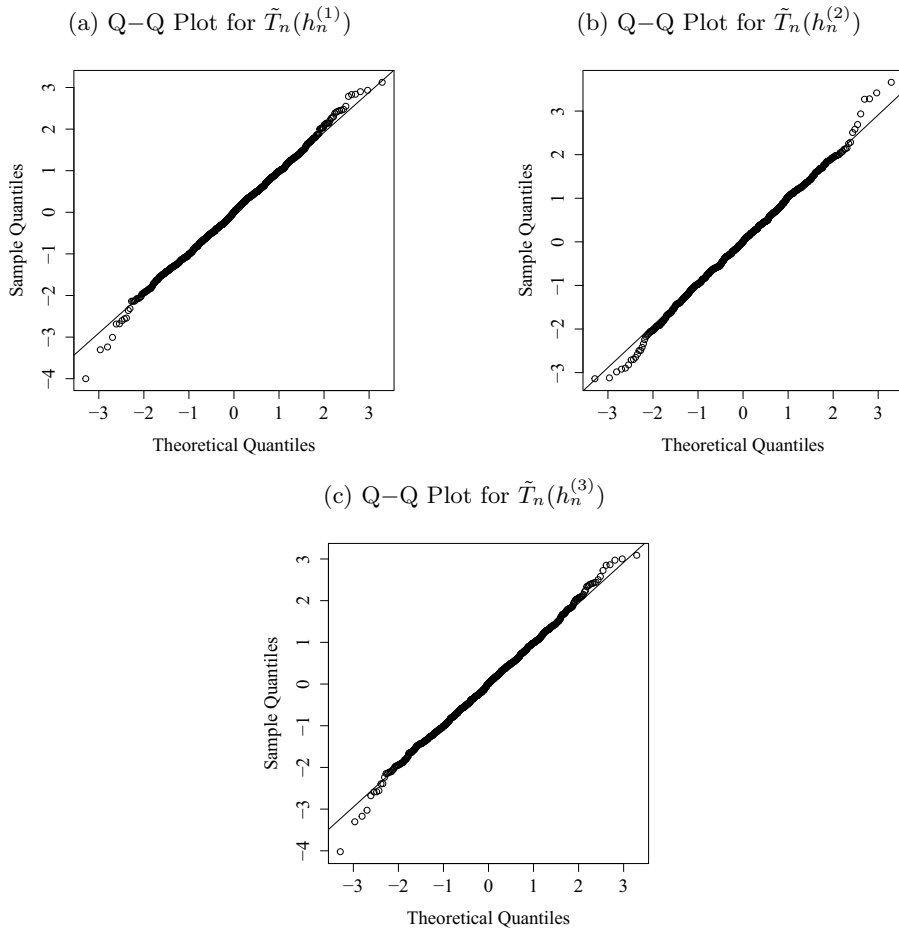 (a) Q−Q Plot for T̃ₙ(hₙ⁽¹⁾)
3
2
1
0
−1
−2
−3
−4
Sample Quantiles
−3 −2 −1 0 1 2 3
Theoretical Quantiles
(b) Q−Q Plot for T̃ₙ(hₙ⁽²⁾)
3
2
1
0
−1
−2
−3
Sample Quantiles
−3 −2 −1 0 1 2 3
Theoretical Quantiles
(c) Q−Q Plot for T̃ₙ(hₙ⁽³⁾)
3
2
1
0
−1
−2
−3
−4
Sample Quantiles
−3 −2 −1 0 1 2 3
Theoretical Quantiles